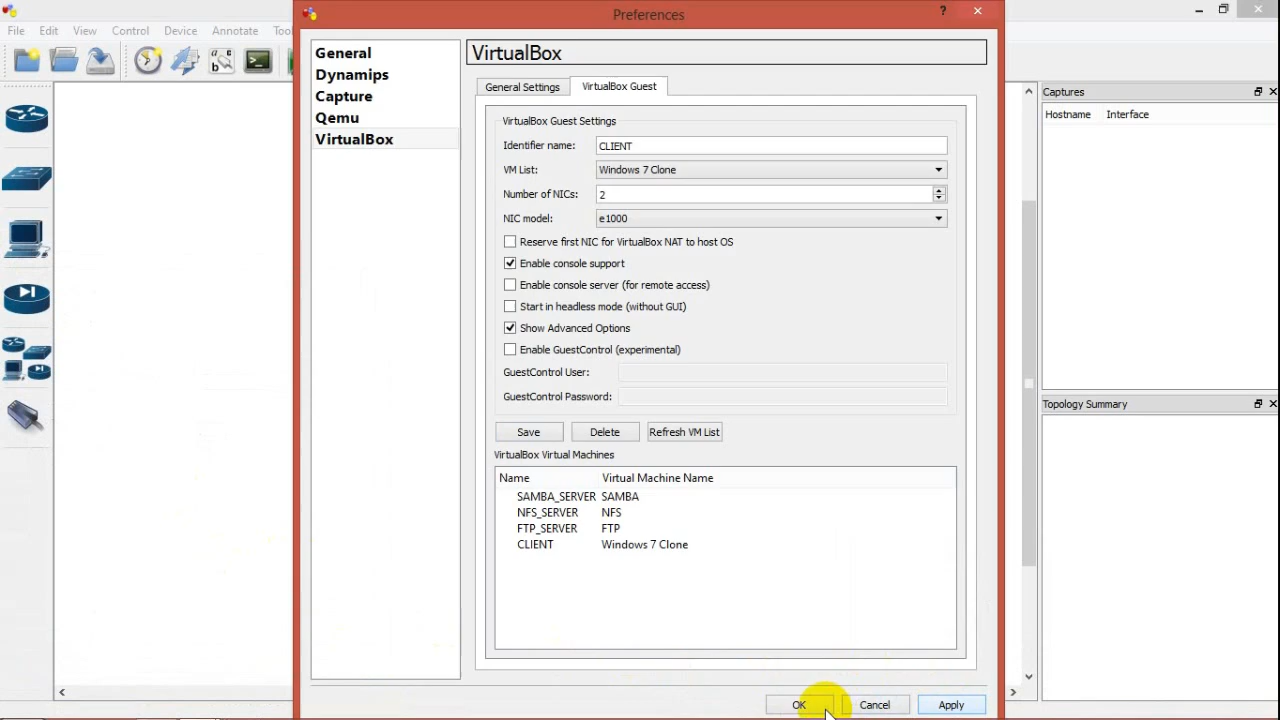 Preferences
?
File Edit View Control Device Annotate
General
Dynamips
Capture
Qemu
VirtualBox
VirtualBox
General Settings
VirtualBox Guest
VirtualBox Guest Settings
Identifier name: CLIENT
VM List: Windows 7 Clone
Number of NICs: 2
NIC model: e1000
Reserve first NIC for VirtualBox NAT to host OS
Enable console support
Enable console server (for remote access)
Start in headless mode (without GUI)
Show Advanced Options
Enable GuestControl (experimental)
GuestControl User:
GuestControl Password:
Save Delete Refresh VM List
VirtualBox Virtual Machines
Name Virtual Machine Name
SAMBA_SERVER SAMBA
NFS_SERVER NFS
FTP_SERVER FTP
CLIENT Windows 7 Clone
OK Cancel Apply
Captures
Hostname Interface
Topology Summary